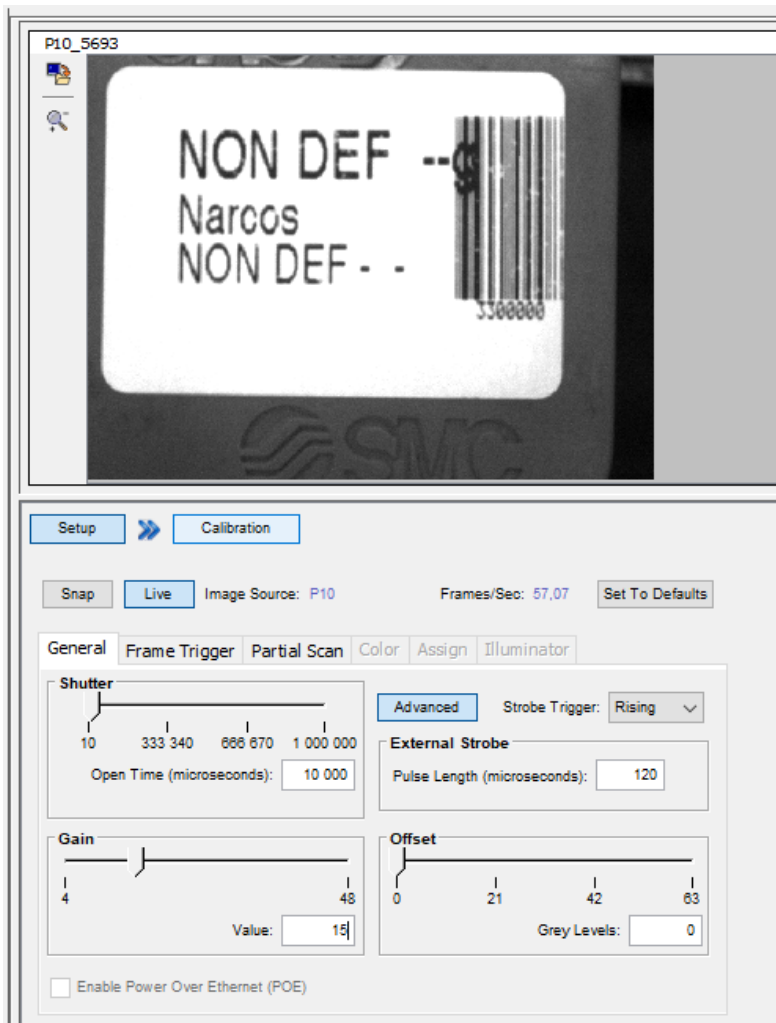 P10_5693
NON DEF --
Narcos
NON DEF - -
3300000
SMC
Setup
Calibration
Snap
Live
Image Source: P10
Frames/Sec: 57,07
Set To Defaults
General
Frame Trigger
Partial Scan
Color
Assign
Illuminator
Shutter
10
333 340
666 670
1 000 000
Open Time (microseconds): 10 000
Advanced
Strobe Trigger: Rising
External Strobe
Pulse Length (microseconds): 120
Gain
4
48
Value: 15
Offset
0
21
42
63
Grey Levels: 0
Enable Power Over Ethernet (POE)